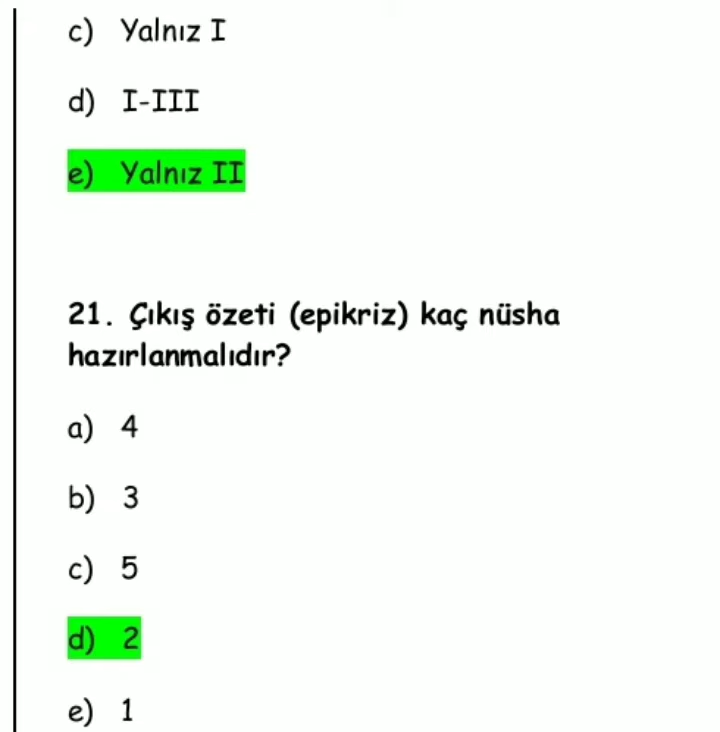 c) Yalnız I
d) I-III
e) Yalnız II
21. Çıkış özeti (epikriz) kaç nüsha
hazırlanmalıdır?
a) 4
b) 3
c) 5
d) 2
e) 1